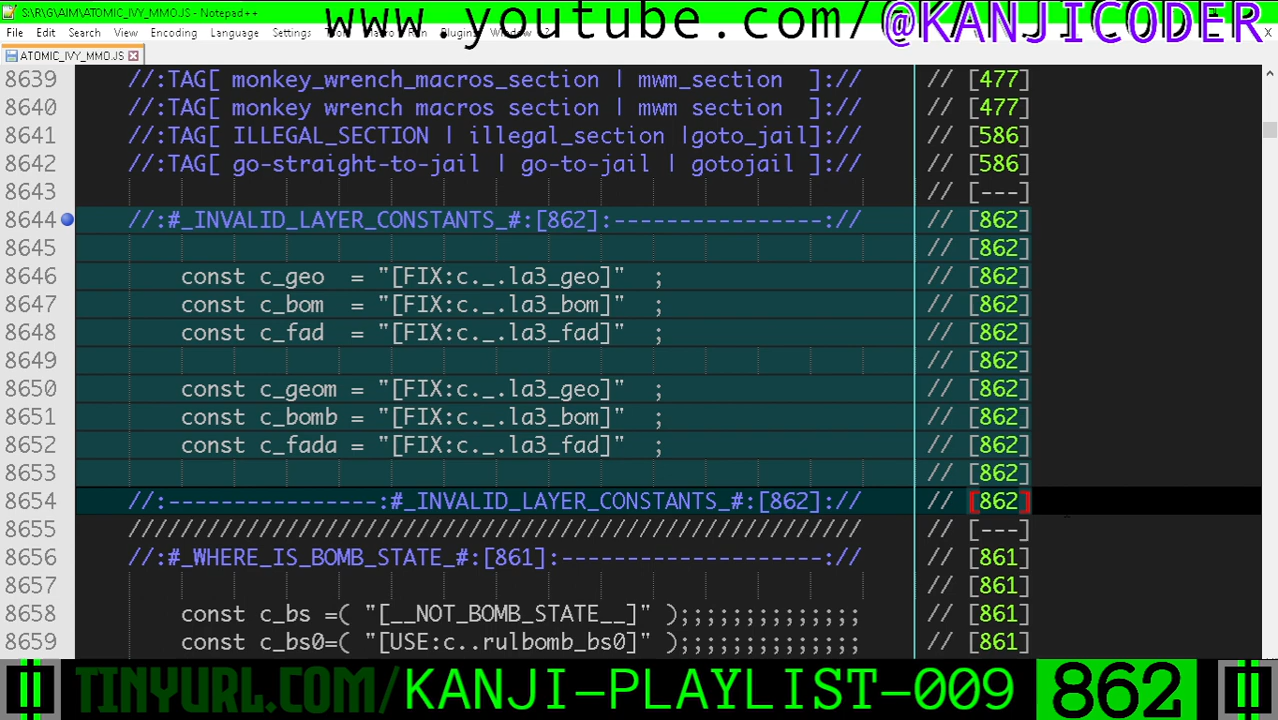 S:\R\G\AIM\ATOMIC_IVY_MMO.JS - Notepad++
www.youtube.com/@KANJICODER
File Edit Search View Encoding Language Settings Tools Macro Run Plugins Window ?
ATOMIC_IVY_MMO.JS
8639 //:TAG[ monkey_wrench_macros_section | mwm_section ]:// // [477]
8640 //:TAG[ monkey wrench macros section | mwm section ]:// // [477]
8641 //:TAG[ ILLEGAL_SECTION | illegal_section |goto_jail]:// // [586]
8642 //:TAG[ go-straight-to-jail | go-to-jail | gotojail ]:// // [586]
8643 // [---]
8644 //:#_INVALID_LAYER_CONSTANTS_#:[862]:----------------:// // [862]
8645 // [862]
8646 const c_geo = "[FIX:c._.la3_geo]" ; // [862]
8647 const c_bom = "[FIX:c._.la3_bom]" ; // [862]
8648 const c_fad = "[FIX:c._.la3_fad]" ; // [862]
8649 // [862]
8650 const c_geom = "[FIX:c._.la3_geo]" ; // [862]
8651 const c_bomb = "[FIX:c._.la3_bom]" ; // [862]
8652 const c_fada = "[FIX:c._.la3_fad]" ; // [862]
8653 // [862]
8654 //:----------------:#_INVALID_LAYER_CONSTANTS_#:[862]:// // [862]
8655 //////////////////////////////////////////////////////// // [---]
8656 //:#_WHERE_IS_BOMB_STATE_#:[861]:--------------------:// // [861]
8657 // [861]
8658 const c_bs =( "[__NOT_BOMB_STATE__]" );;;;;;;;;;;;;; // [861]
8659 const c_bs0=( "[USE:c..rulbomb_bs0]" );;;;;;;;;;;;;; // [861]
TINYURL.COM/KANJI-PLAYLIST-009 862